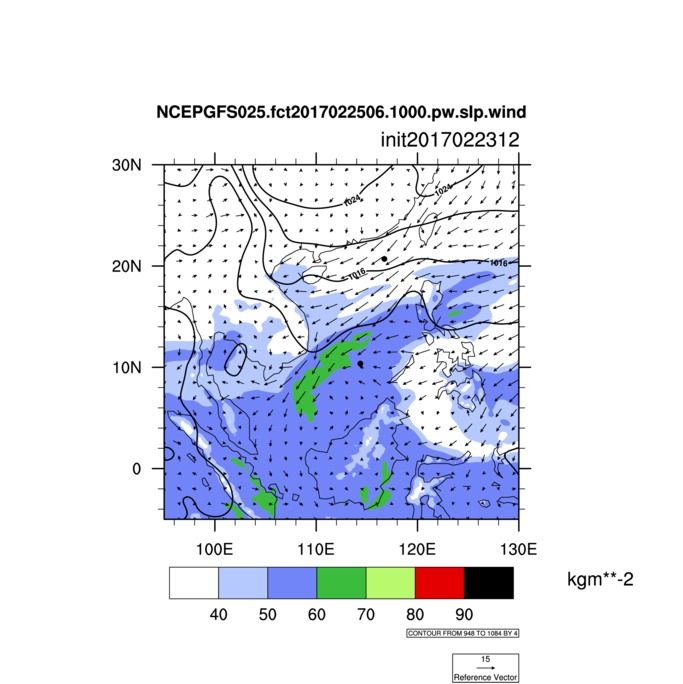 NCEPGFS025.fct2017022506.1000.pw.slp.wind
init2017022312
30N
1024
1024
20N
1016
1016
10N
0
100E
110E
120E
130E
kgm**-2
40
50
60
70
80
90
CONTOUR FROM 948 TO 1084 BY 4
15
Reference Vector